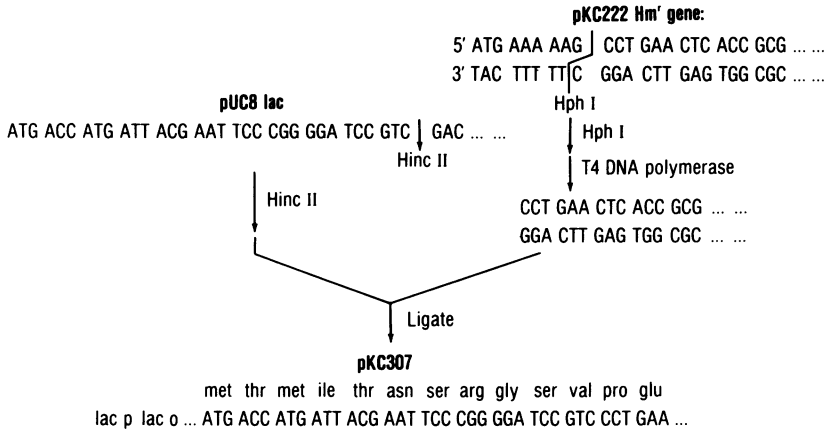 pKC222 Hmʳ gene:
5' ATG AAA AAG CCT GAA CTC ACC GCG ... ...
3' TAC TTT TTC GGA CTT GAG TGG CGC ... ...
Hph I
pUC8 lac
ATG ACC ATG ATT ACG AAT TCC CGG GGA TCC GTC GAC ... ...
Hinc II
Hph I
T4 DNA polymerase
Hinc II
CCT GAA CTC ACC GCG ... ...
GGA CTT GAG TGG CGC ... ...
Ligate
pKC307
met thr met ile thr asn ser arg gly ser val pro glu
lac p lac o ... ATG ACC ATG ATT ACG AAT TCC CGG GGA TCC GTC CCT GAA ...